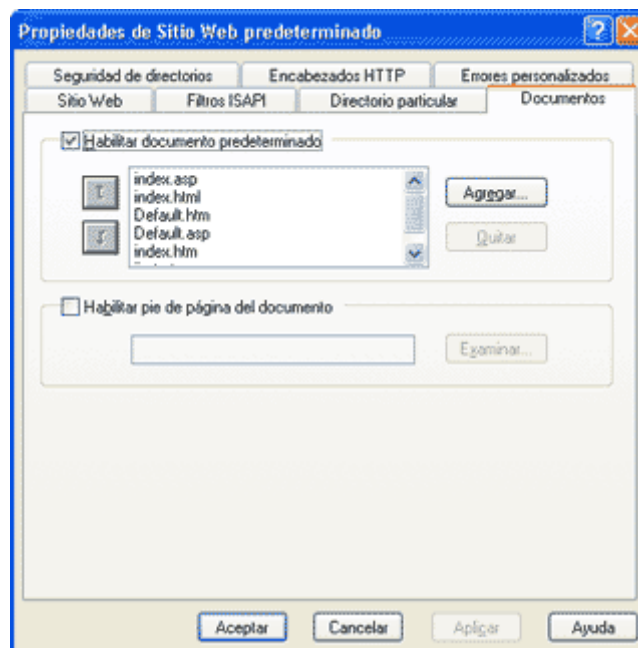 Propiedades de Sitio Web predeterminado
Seguridad de directorios Encabezados HTTP Errores personalizados
Sitio Web Filtros ISAPI Directorio particular Documentos
Habilitar documento predeterminado
index.asp
index.html
Default.htm
Default.asp
index.htm
Agregar...
Quitar
Habilitar pie de página del documento
Examinar...
Aceptar Cancelar Aplicar Ayuda